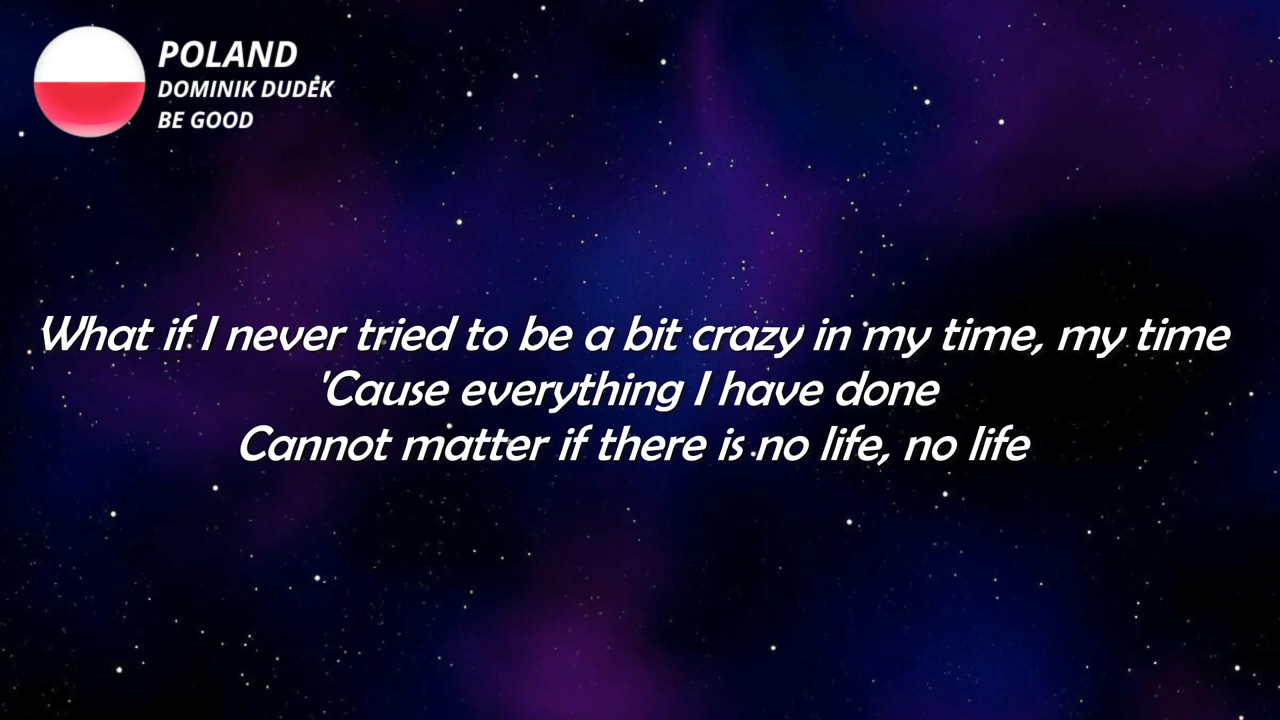 POLAND
DOMINIK DUDEK
BE GOOD
What if I never tried to be a bit crazy in my time, my time
'Cause everything I have done
Cannot matter if there is no life, no life